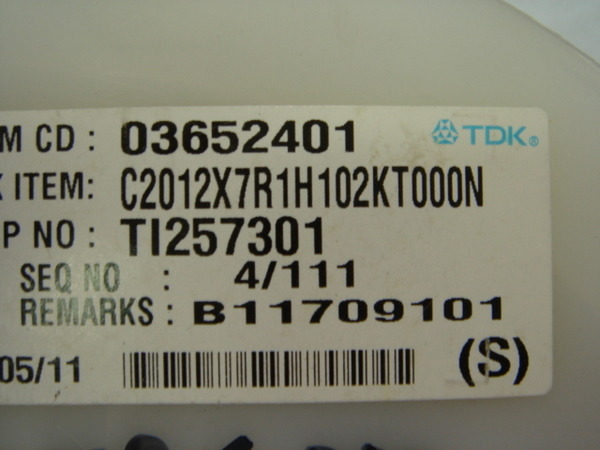 M CD : 03652401 TDK®
K ITEM: C2012X7R1H102KT000N
P NO : TI257301
SEQ NO : 4/111
REMARKS : B11709101
05/11 (S)